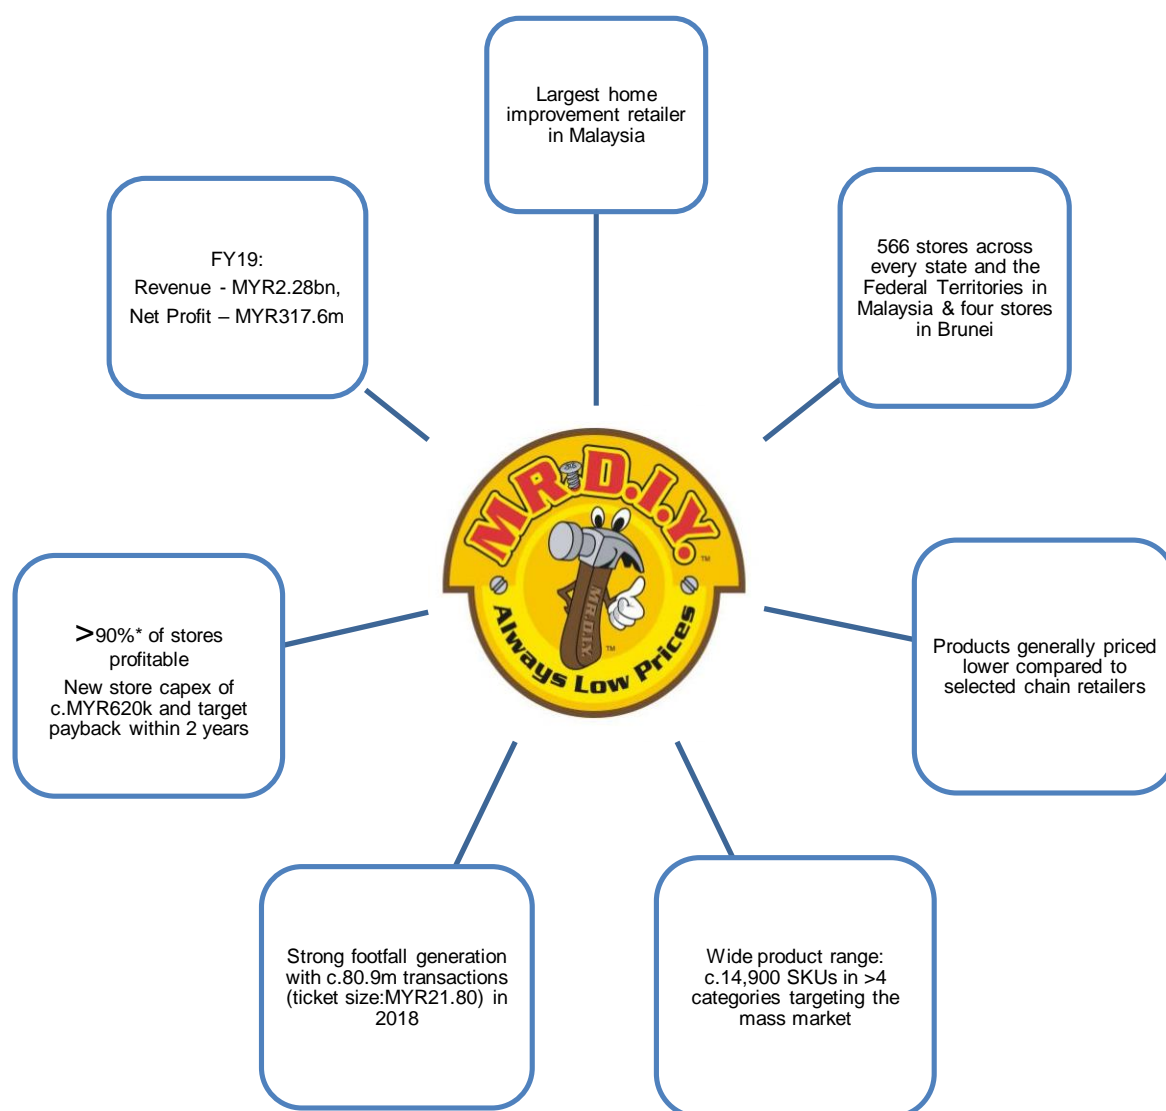 Largest home
improvement retailer
in Malaysia
566 stores across
every state and the
Federal Territories in
Malaysia & four stores
in Brunei
Products generally priced
lower compared to
selected chain retailers
Wide product range:
c.14,900 SKUs in >4
categories targeting the
mass market
Strong footfall generation
with c.80.9m transactions
(ticket size:MYR21.80) in
2018
>90%* of stores
profitable
New store capex of
c.MYR620k and target
payback within 2 years
FY19:
Revenue - MYR2.28bn,
Net Profit – MYR317.6m
MR.D.I.Y.™
MR.D.I.Y.
™
Always Low Prices